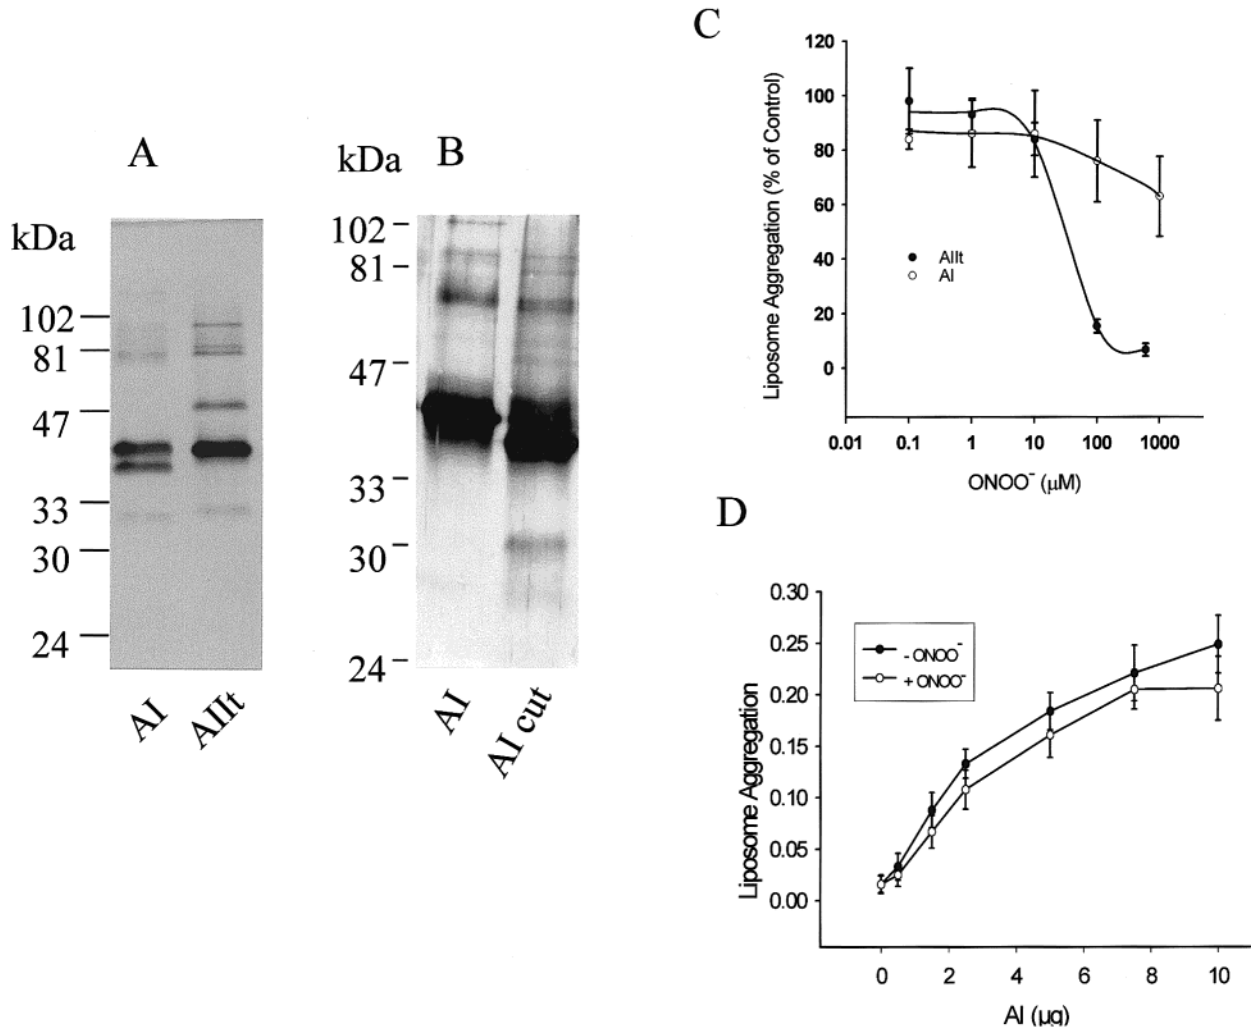 A
kDa
102
81
47
33
30
24
AI
AIIt
kDa
B
102
81
47
33
30
24
AI
AI cut
C
Liposome Aggregation (% of Control)
120
100
80
60
40
20
0
AIIt
AI
0.01 0.1 1 10 100 1000
ONOO⁻ (μM)
D
Liposome Aggregation
0.30
0.25
0.20
0.15
0.10
0.05
0.00
- ONOO⁻
+ ONOO⁻
0 2 4 6 8 10
AI (μg)